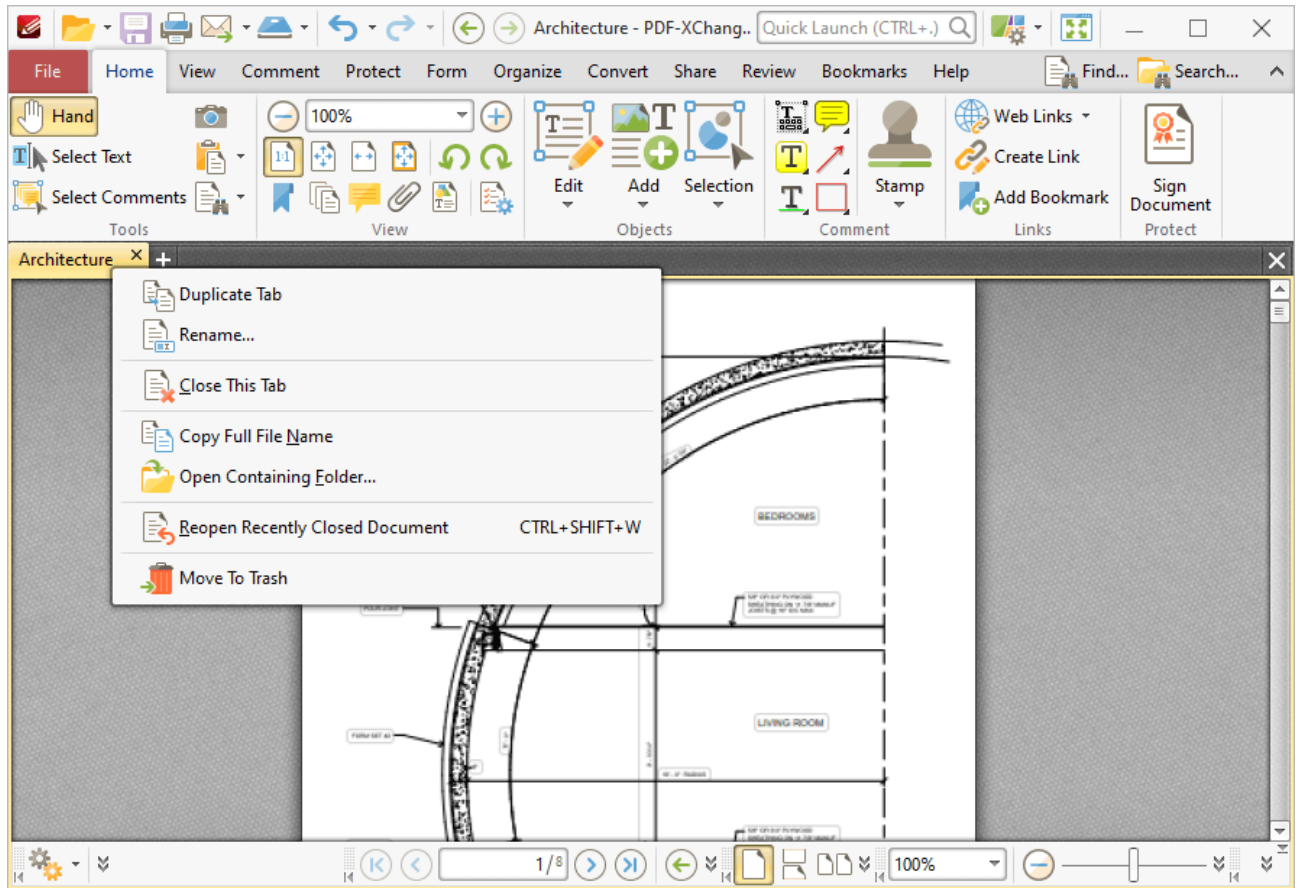 Architecture - PDF-XChang..
Quick Launch (CTRL+.)
File Home View Comment Protect Form Organize Convert Share Review Bookmarks Help Find... Search...
Hand 100% Web Links
Select Text Create Link
Select Comments Edit Add Selection Stamp Add Bookmark Sign Document
Tools View Objects Comment Links Protect
Architecture
Duplicate Tab
Rename...
Close This Tab
Copy Full File Name
Open Containing Folder...
Reopen Recently Closed Document CTRL+SHIFT+W
Move To Trash
BEDROOMS
LIVING ROOM
1/8 100%